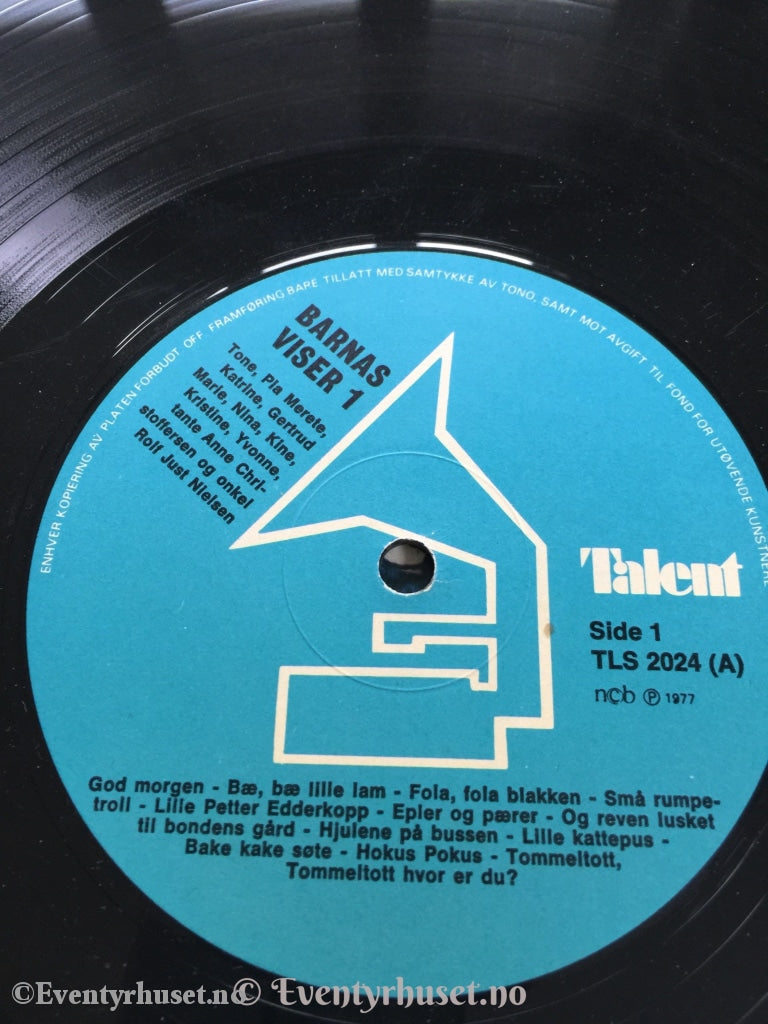 ENHVER KOPIERING AV PLATEN FORBUDT OFF FRAMFØRING BARE TILLATT MED SAMTYKKE AV TONO, SAMT MOT AVGIFT TIL FOND FOR UTØVENDE
BARNAS
VISER 1
Tone, Pia Merete,
Katrine, Gertrud
Marie, Nina, Kine,
Kristine, Yvonne,
tante Anne Chri-
stoffersen og onkel
Rolf Just Nielsen
Talent
Side 1
TLS 2024 (A)
ncb ℗ 1977
God morgen - Bæ, bæ lille lam - Fola, fola blakken - Små rumpe-
troll - Lille Petter Edderkopp - Epler og pærer - Og reven lusket
til bondens gård - Hjulene på bussen - Lille kattepus -
Bake kake søte - Hokus Pokus - Tommeltott,
Tommeltott hvor er du?
©Eventyrhuset.no © Eventyrhuset.no